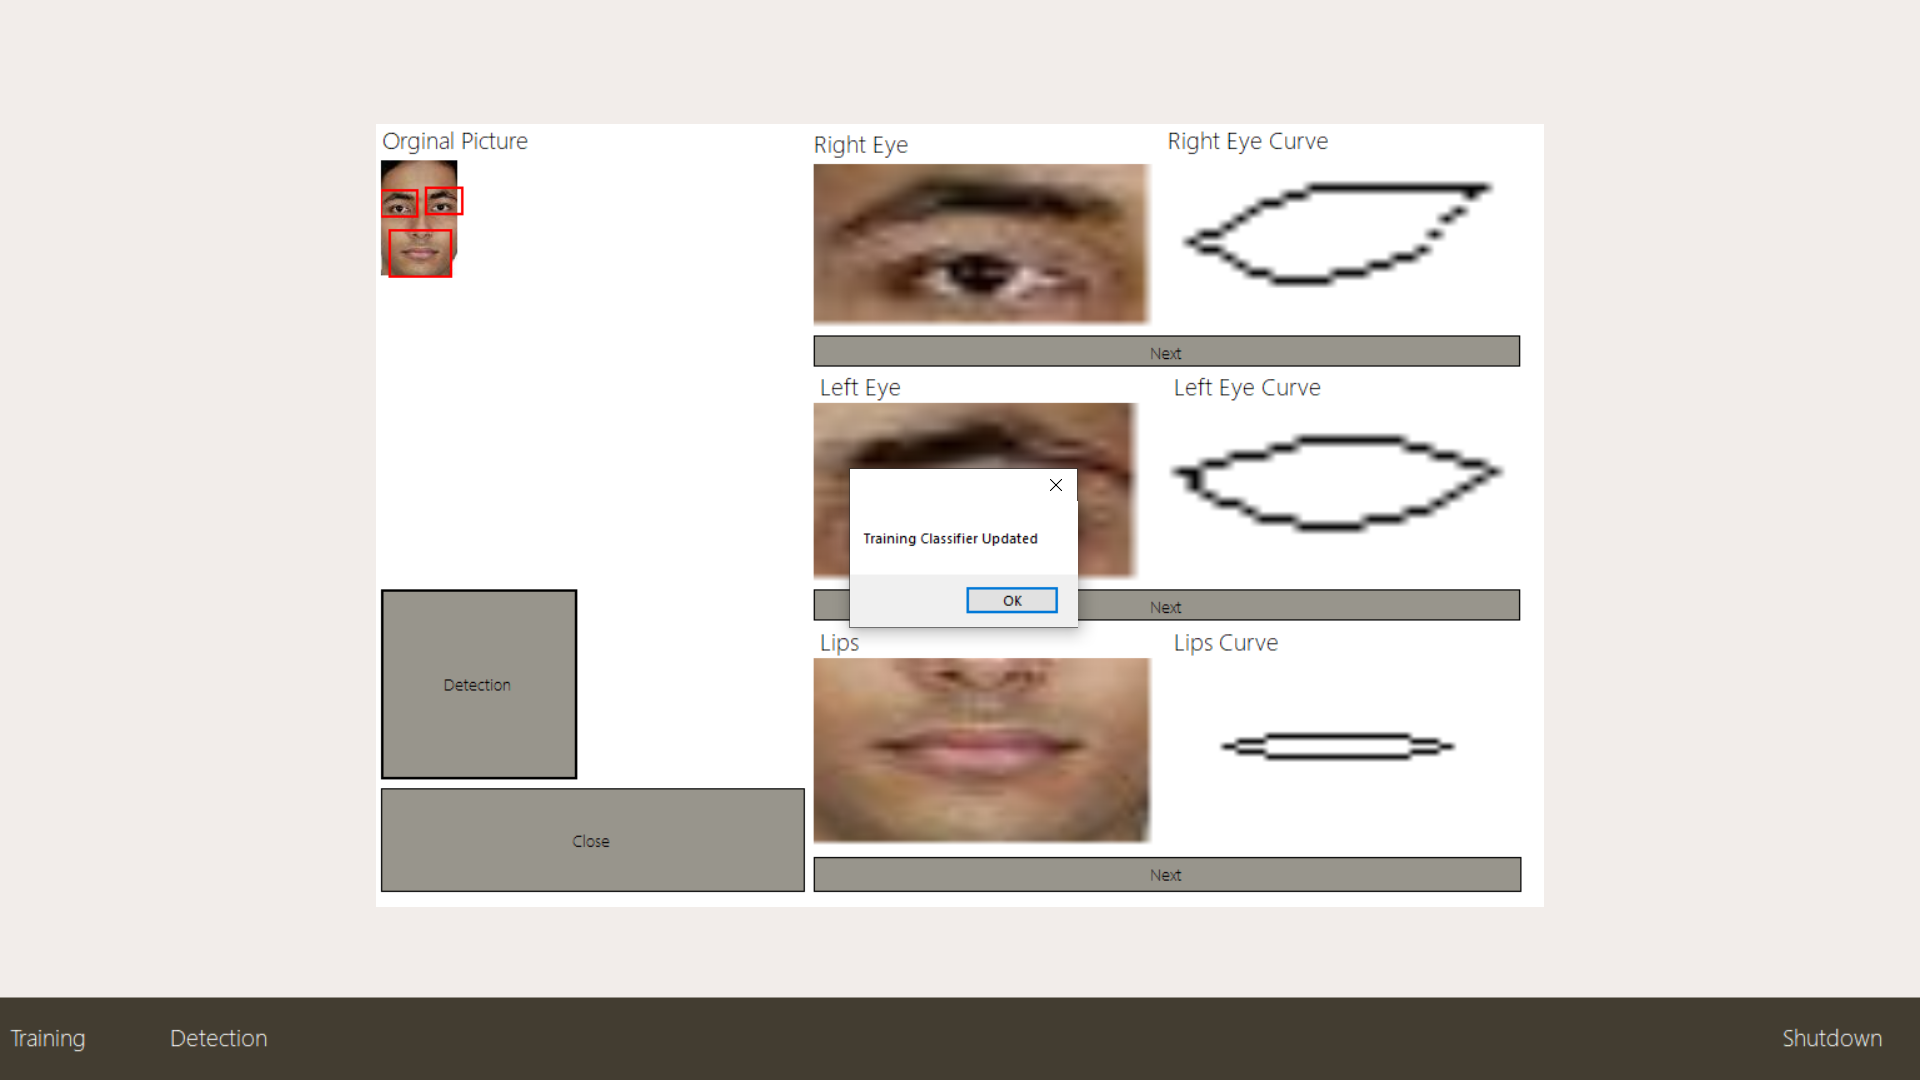 Orginal Picture
Right Eye
Right Eye Curve
Next
Left Eye
Left Eye Curve
Training Classifier Updated
OK
Next
Lips
Lips Curve
Detection
Close
Next
Training
Detection
Shutdown